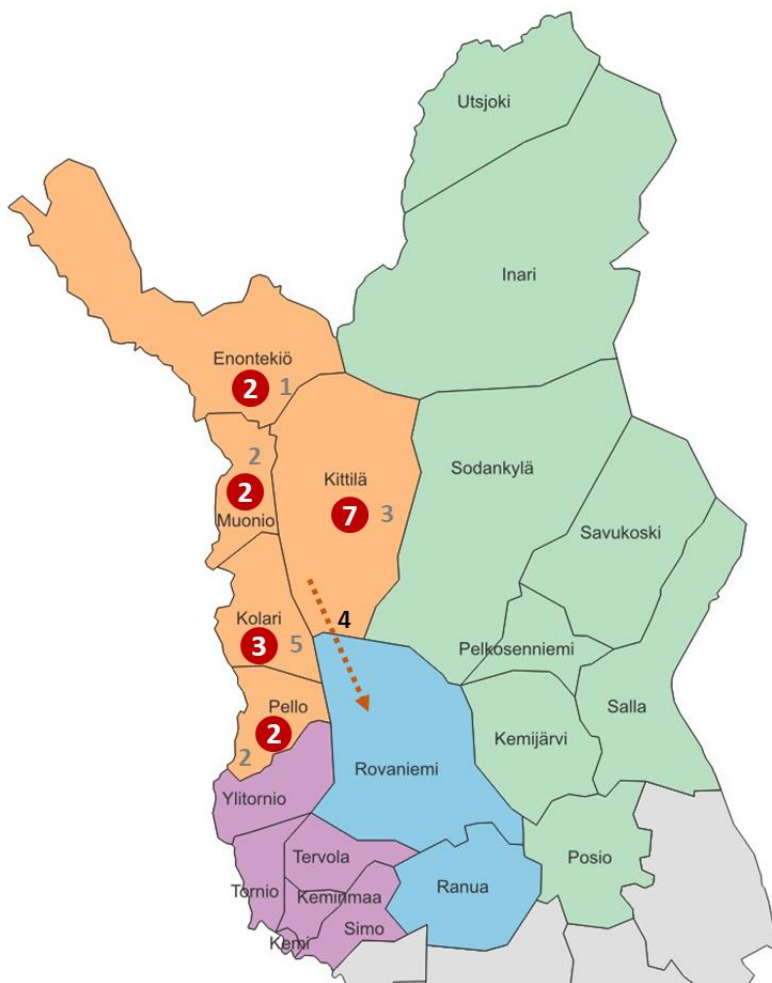 Utsjoki
Inari
Enontekiö
2 1
2
2
Muonio
Kittilä
7 3
Sodankylä
Savukoski
Kolari
3 5
4
Pelkosenniemi
Pello
2
2
Salla
Kemijärvi
Rovaniemi
Ylitornio
Tervola
Posio
Tornio
Keminmaa
Ranua
Simo
Kemi